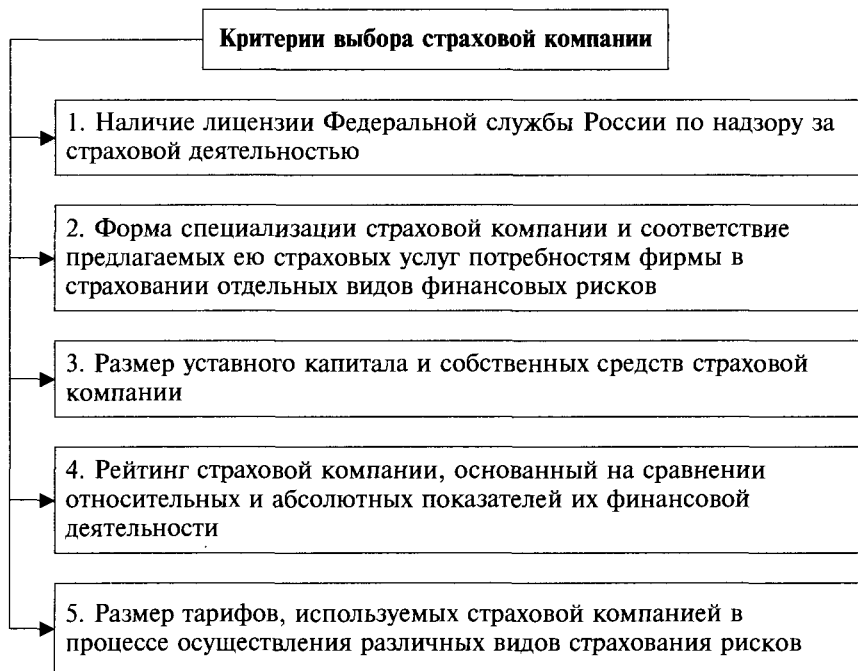 Критерии выбора страховой компании
1. Наличие лицензии Федеральной службы России по надзору за
страховой деятельностью
2. Форма специализации страховой компании и соответствие
предлагаемых ею страховых услуг потребностям фирмы в
страховании отдельных видов финансовых рисков
3. Размер уставного капитала и собственных средств страховой
компании
4. Рейтинг страховой компании, основанный на сравнении
относительных и абсолютных показателей их финансовой
деятельности
5. Размер тарифов, используемых страховой компанией в
процессе осуществления различных видов страхования рисков